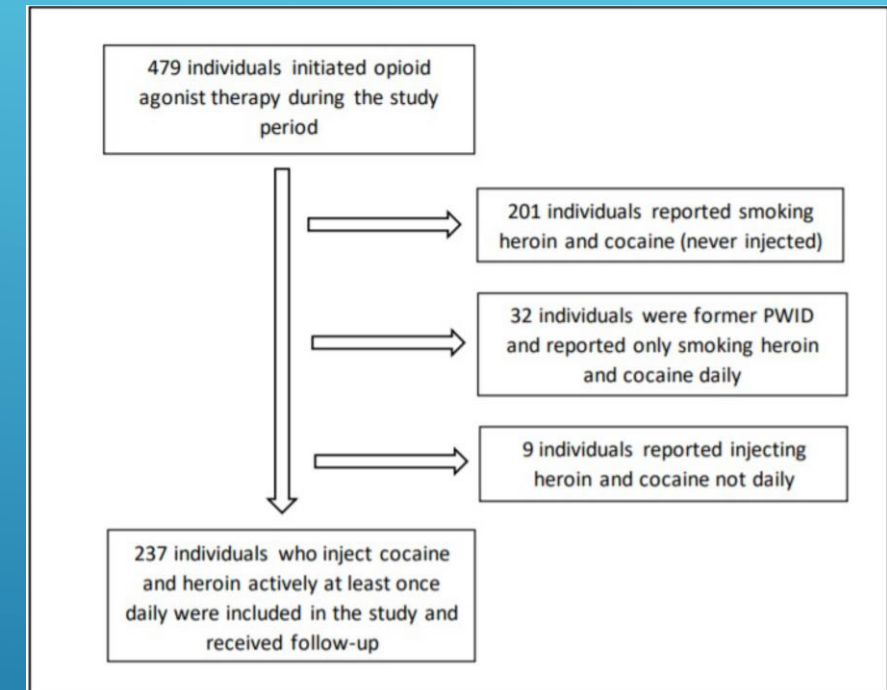 479 individuals initiated opioid
agonist therapy during the study
period
201 individuals reported smoking
heroin and cocaine (never injected)
32 individuals were former PWID
and reported only smoking heroin
and cocaine daily
9 individuals reported injecting
heroin and cocaine not daily
237 individuals who inject cocaine
and heroin actively at least once
daily were included in the study and
received follow-up